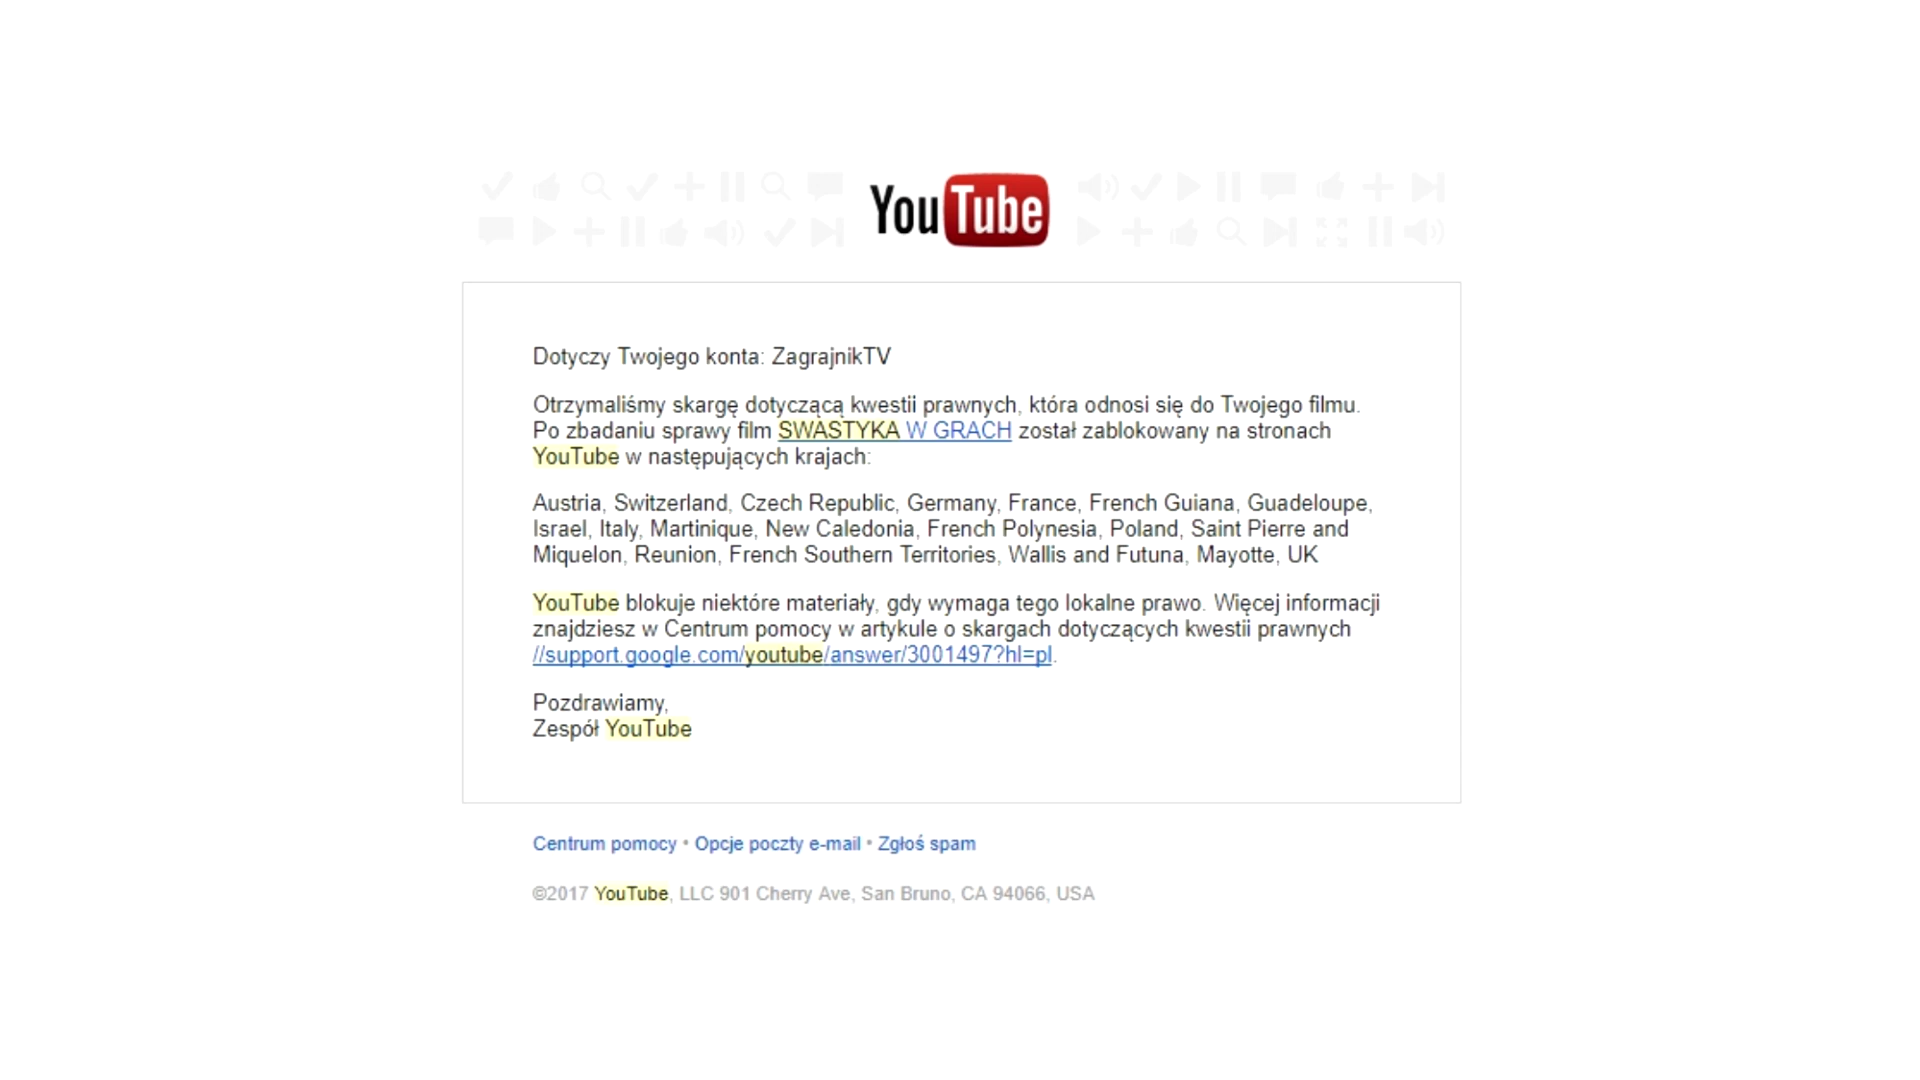 YouTube
Dotyczy Twojego konta: ZagrajnikTV
Otrzymaliśmy skargę dotyczącą kwestii prawnych, która odnosi się do Twojego filmu.
Po zbadaniu sprawy film SWASTYKA W GRACH został zablokowany na stronach
YouTube w następujących krajach:
Austria, Switzerland, Czech Republic, Germany, France, French Guiana, Guadeloupe,
Israel, Italy, Martinique, New Caledonia, French Polynesia, Poland, Saint Pierre and
Miquelon, Reunion, French Southern Territories, Wallis and Futuna, Mayotte, UK
YouTube blokuje niektóre materiały, gdy wymaga tego lokalne prawo. Więcej informacji
znajdziesz w Centrum pomocy w artykule o skargach dotyczących kwestii prawnych
//support.google.com/youtube/answer/3001497?hl=pl.
Pozdrawiamy,
Zespół YouTube
Centrum pomocy • Opcje poczty e-mail • Zgłoś spam
©2017 YouTube, LLC 901 Cherry Ave, San Bruno, CA 94066, USA